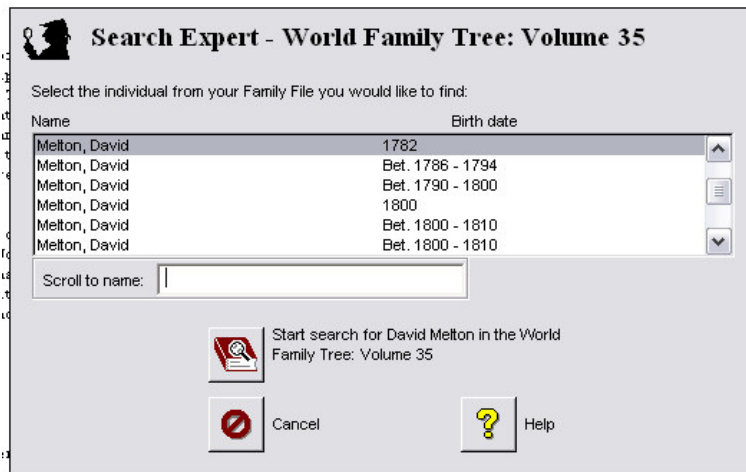 Search Expert - World Family Tree: Volume 35
Select the individual from your Family File you would like to find:
Name Birth date
Melton, David 1782
Melton, David Bet. 1786 - 1794
Melton, David Bet. 1790 - 1800
Melton, David 1800
Melton, David Bet. 1800 - 1810
Melton, David Bet. 1800 - 1810
Scroll to name:
Start search for David Melton in the World
Family Tree: Volume 35
Cancel
Help